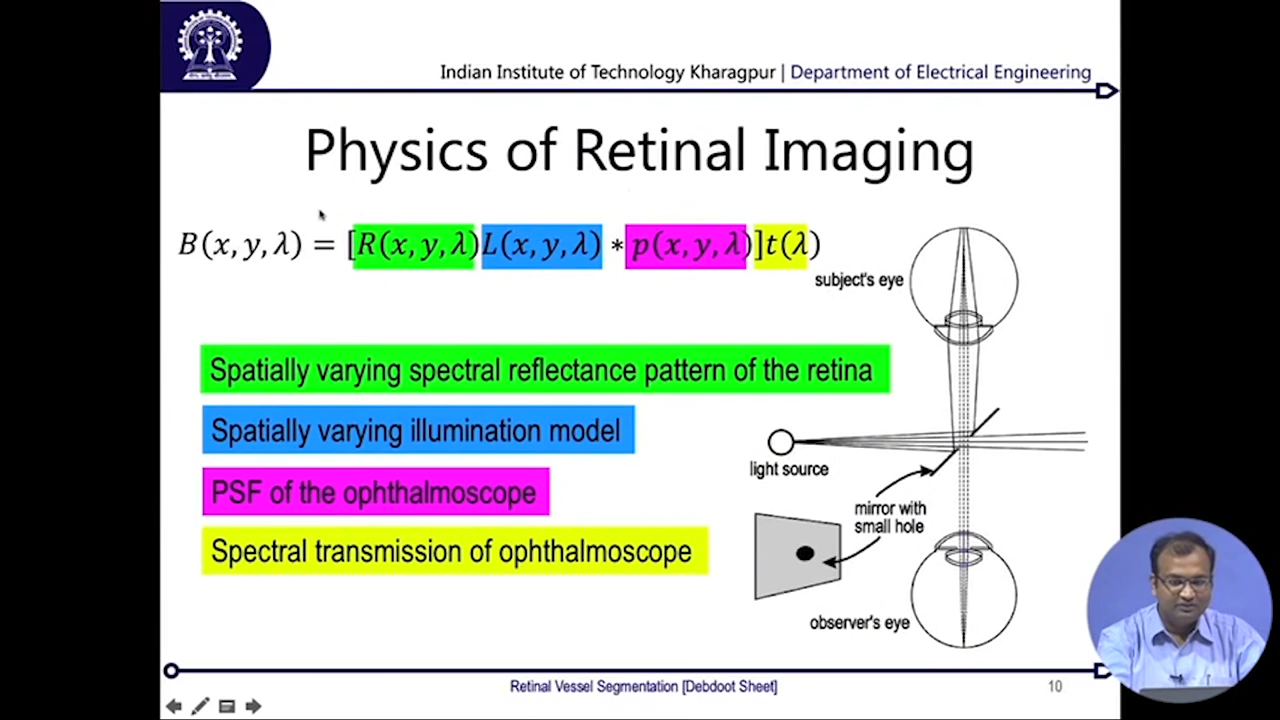 Indian Institute of Technology Kharagpur | Department of Electrical Engineering
Physics of Retinal Imaging
B(x, y, λ) = [R(x, y, λ)L(x, y, λ) ∗ p(x, y, λ)]t(λ)
subject's eye
Spatially varying spectral reflectance pattern of the retina
Spatially varying illumination model
light source
PSF of the ophthalmoscope
mirror with
small hole
Spectral transmission of ophthalmoscope
observer's eye
Retinal Vessel Segmentation [Debdoot Sheet]
10